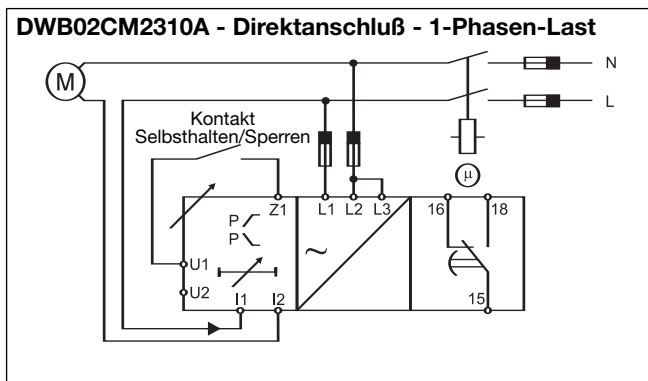 DWB02CM2310A - Direktanschluß - 1-Phasen-Last
M
N
L
Kontakt
Selbsthalten/Sperren
μ
Z1
L1
L2
L3
16
18
P
P
~
U1
U2
I1
I2
15